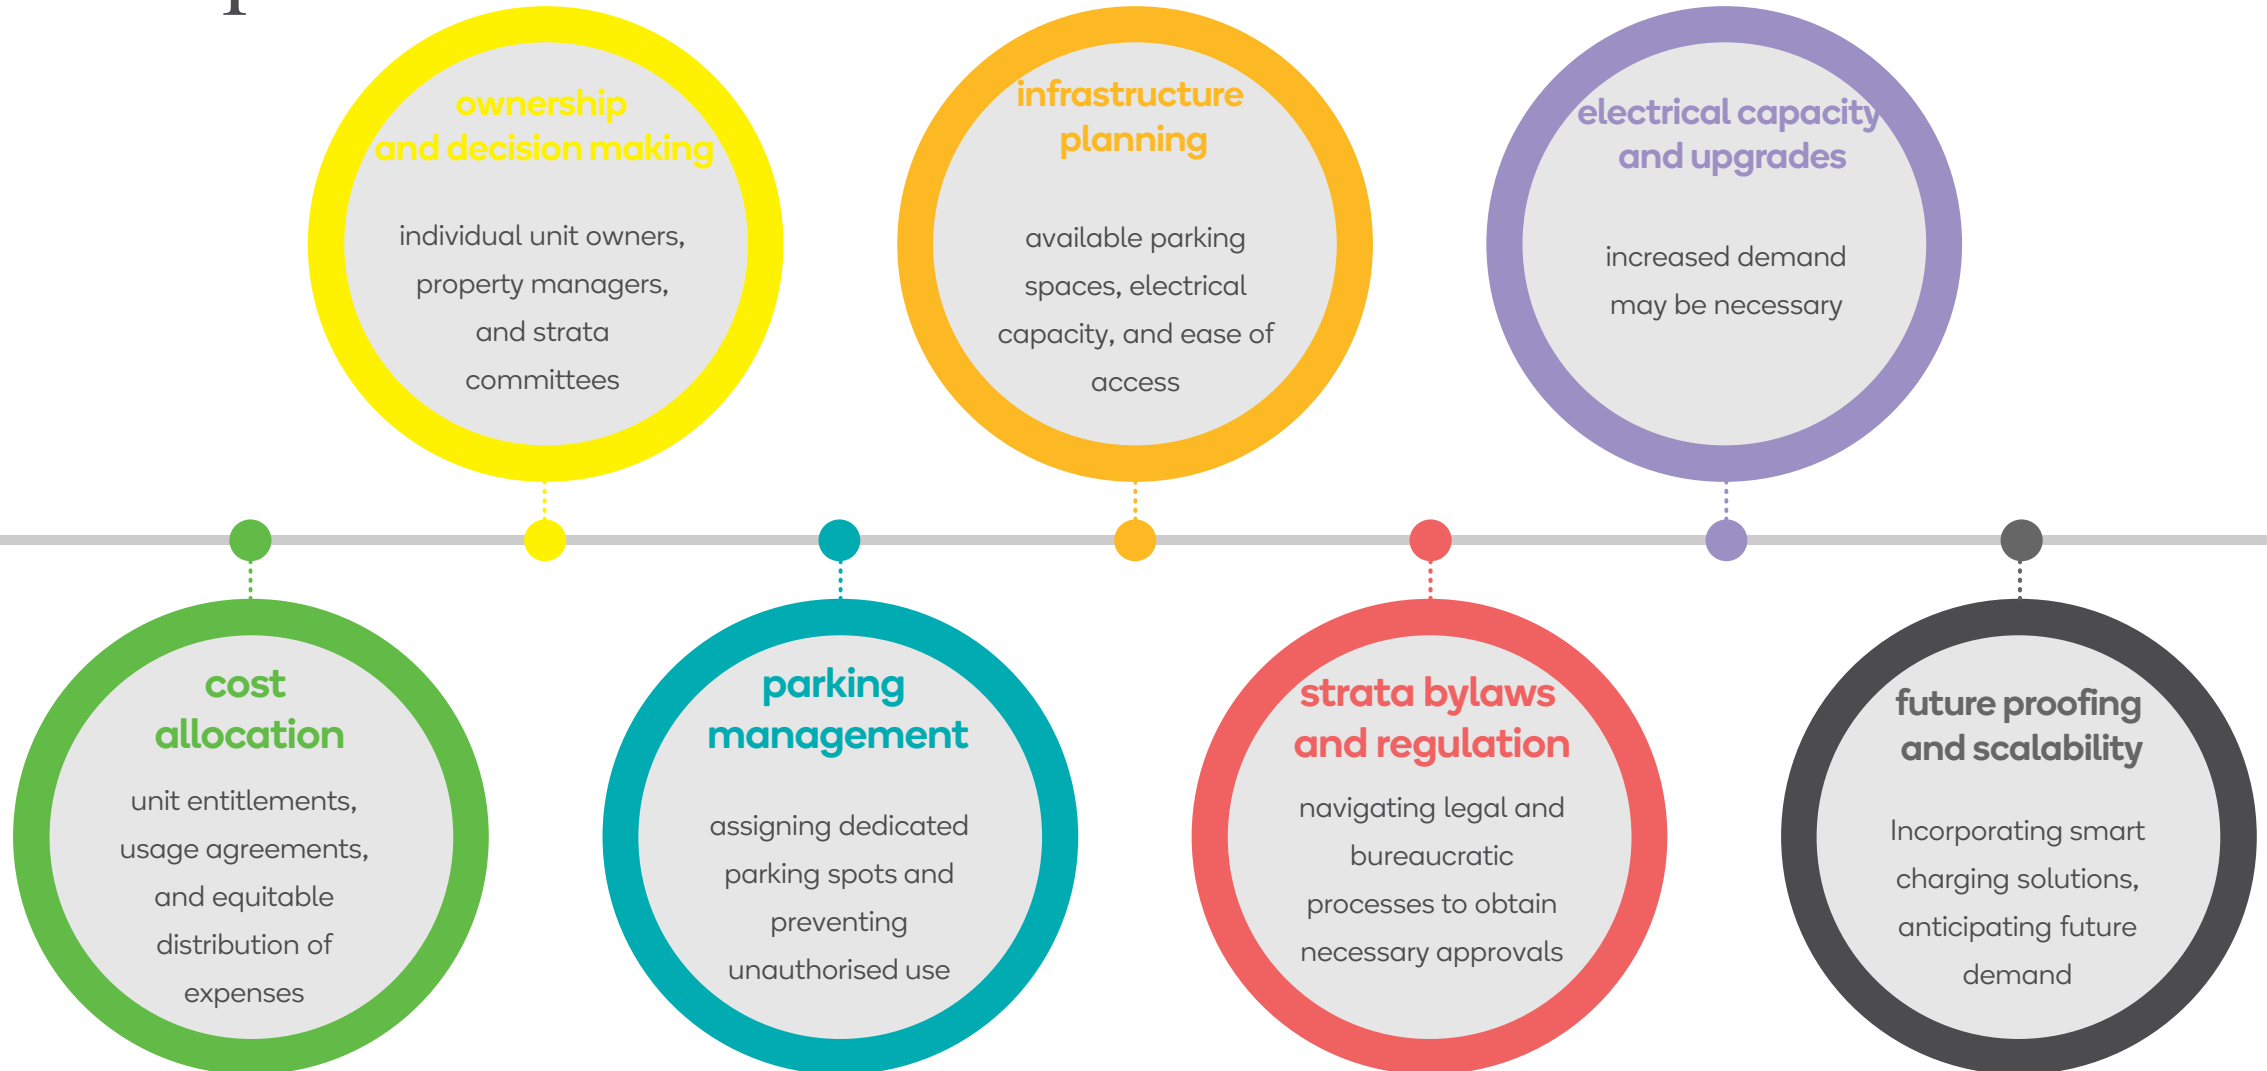 ownership
and decision making
individual unit owners,
property managers,
and strata
committees
infrastructure
planning
available parking
spaces, electrical
capacity, and ease of
access
electrical capacity
and upgrades
increased demand
may be necessary
cost
allocation
unit entitlements,
usage agreements,
and equitable
distribution of
expenses
parking
management
assigning dedicated
parking spots and
preventing
unauthorised use
strata bylaws
and regulation
navigating legal and
bureaucratic
processes to obtain
necessary approvals
future proofing
and scalability
Incorporating smart
charging solutions,
anticipating future
demand